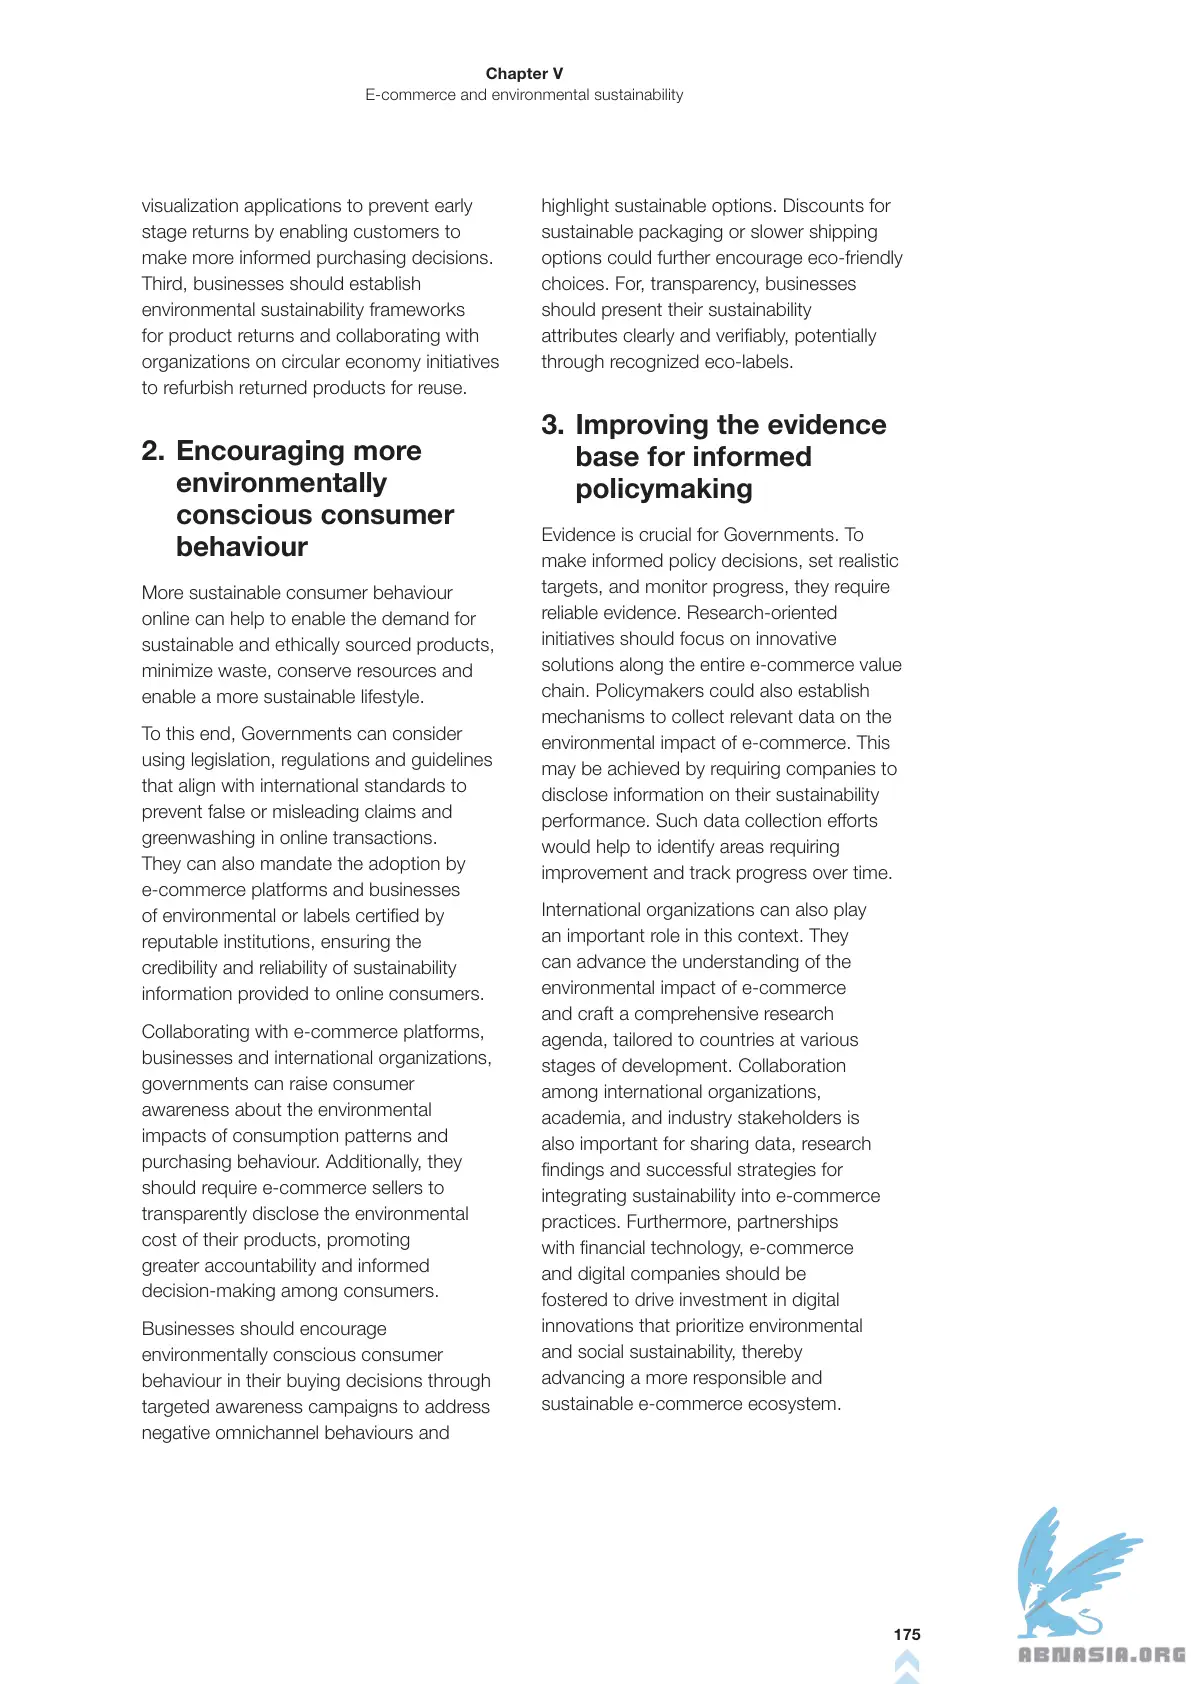 Chapter V
E-commerce and environmental sustainability
visualization applications to prevent early
stage returns by enabling customers to
make more informed purchasing decisions.
Third, businesses should establish
environmental sustainability frameworks
for product returns and collaborating with
organizations on circular economy initiatives
to refurbish returned products for reuse.
2. Encouraging more
environmentally
conscious consumer
behaviour
More sustainable consumer behaviour
online can help to enable the demand for
sustainable and ethically sourced products,
minimize waste, conserve resources and
enable a more sustainable lifestyle.
To this end, Governments can consider
using legislation, regulations and guidelines
that align with international standards to
prevent false or misleading claims and
greenwashing in online transactions.
They can also mandate the adoption by
e-commerce platforms and businesses
of environmental or labels certified by
reputable institutions, ensuring the
credibility and reliability of sustainability
information provided to online consumers.
Collaborating with e-commerce platforms,
businesses and international organizations,
governments can raise consumer
awareness about the environmental
impacts of consumption patterns and
purchasing behaviour. Additionally, they
should require e-commerce sellers to
transparently disclose the environmental
cost of their products, promoting
greater accountability and informed
decision-making among consumers.
Businesses should encourage
environmentally conscious consumer
behaviour in their buying decisions through
targeted awareness campaigns to address
negative omnichannel behaviours and
highlight sustainable options. Discounts for
sustainable packaging or slower shipping
options could further encourage eco-friendly
choices. For, transparency, businesses
should present their sustainability
attributes clearly and verifiably, potentially
through recognized eco-labels.
3. Improving the evidence
base for informed
policymaking
Evidence is crucial for Governments. To
make informed policy decisions, set realistic
targets, and monitor progress, they require
reliable evidence. Research-oriented
initiatives should focus on innovative
solutions along the entire e-commerce value
chain. Policymakers could also establish
mechanisms to collect relevant data on the
environmental impact of e-commerce. This
may be achieved by requiring companies to
disclose information on their sustainability
performance. Such data collection efforts
would help to identify areas requiring
improvement and track progress over time.
International organizations can also play
an important role in this context. They
can advance the understanding of the
environmental impact of e-commerce
and craft a comprehensive research
agenda, tailored to countries at various
stages of development. Collaboration
among international organizations,
academia, and industry stakeholders is
also important for sharing data, research
findings and successful strategies for
integrating sustainability into e-commerce
practices. Furthermore, partnerships
with financial technology, e-commerce
and digital companies should be
fostered to drive investment in digital
innovations that prioritize environmental
and social sustainability, thereby
advancing a more responsible and
sustainable e-commerce ecosystem.
175
ABNASIA.ORG